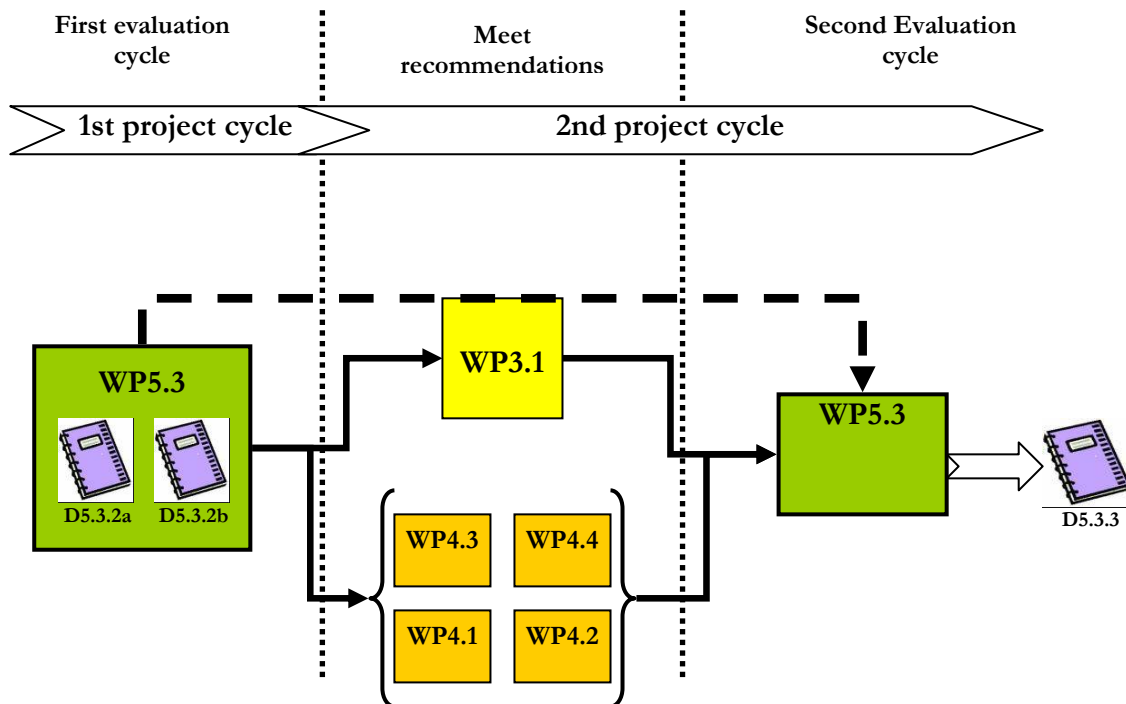 First evaluation
cycle
Meet
recommendations
Second Evaluation
cycle
1st project cycle
2nd project cycle
WP5.3
D5.3.2a
D5.3.2b
WP3.1
WP5.3
D5.3.3
WP4.3
WP4.4
WP4.1
WP4.2